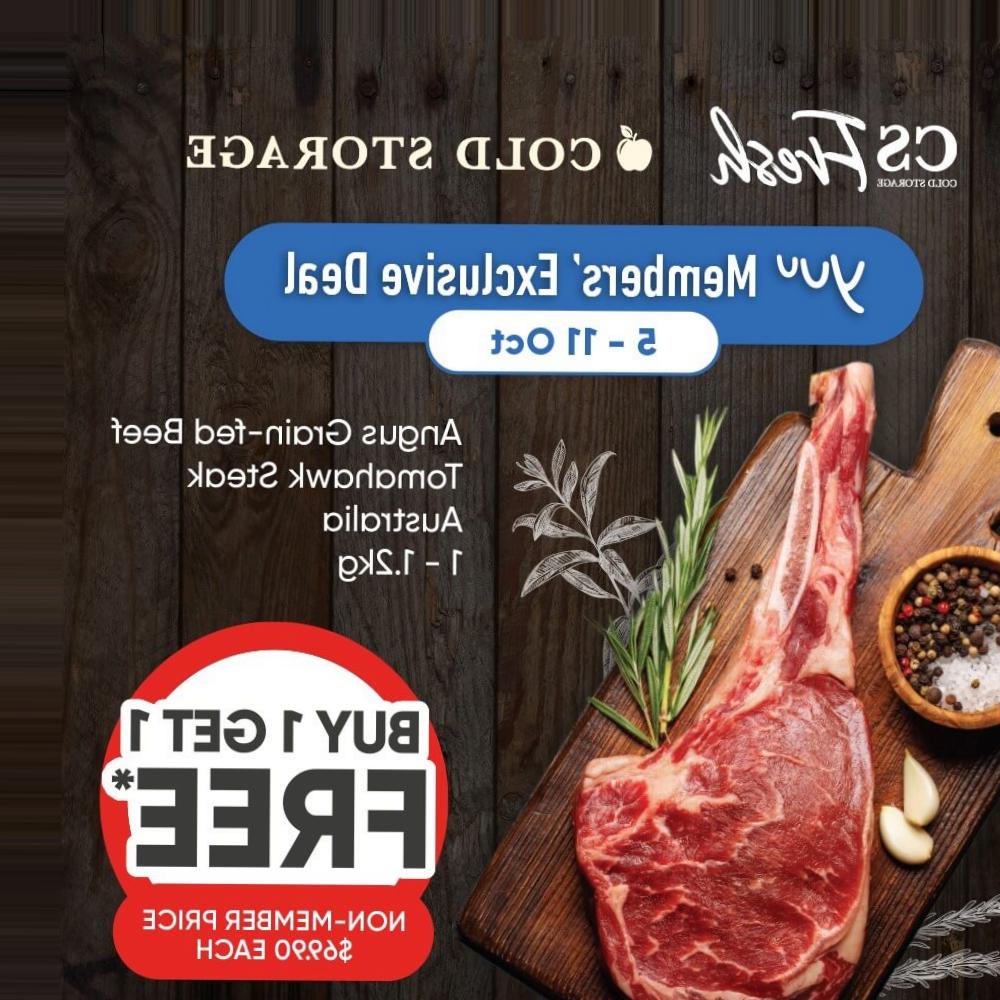 CS Fresh
COLD STORAGE
COLD STORAGE
yuu Members' Exclusive Deal
5 - 11 Oct
Angus Grain-fed Beef
Tomahawk Steak
Australia
1 - 1.2kg
BUY 1 GET 1
FREE*
NON-MEMBER PRICE
$69.90 EACH